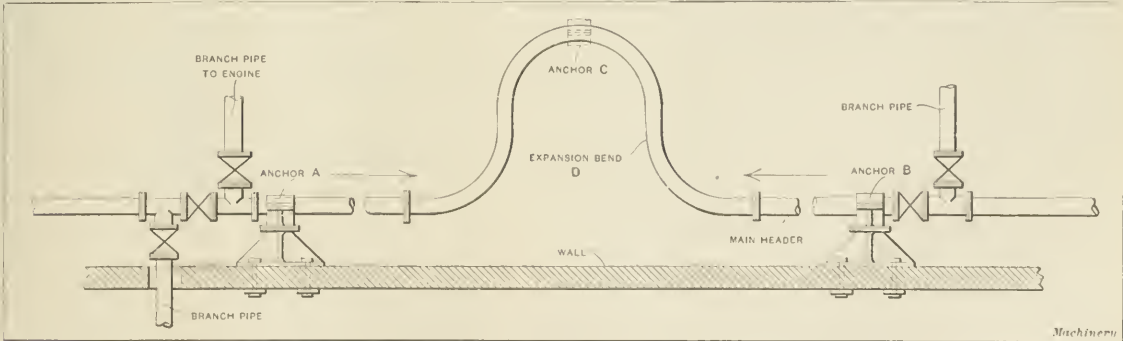 BRANCH PIPE
TO ENGINE
ANCHOR C
BRANCH PIPE
ANCHOR A
EXPANSION BEND
D
ANCHOR B
MAIN HEADER
WALL
BRANCH PIPE
Machinery